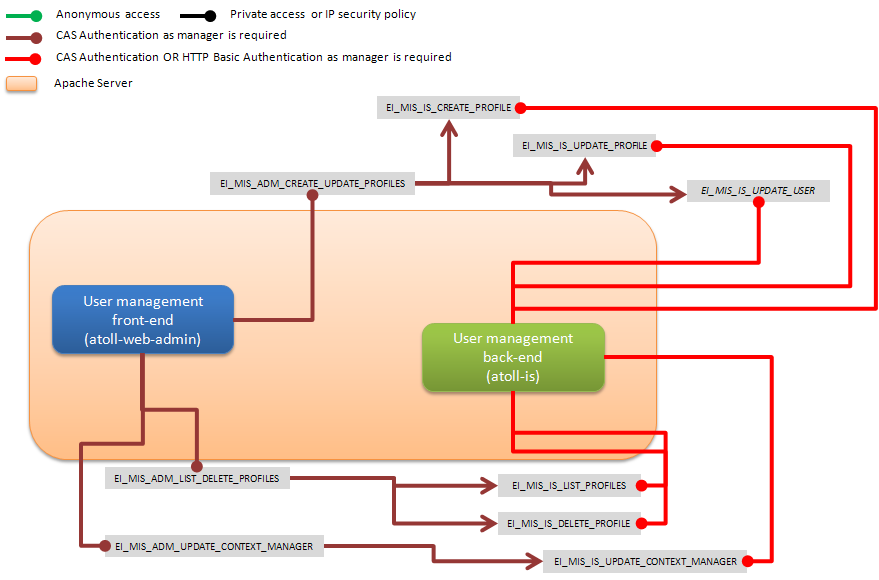 Anonymous access
Private access or IP security policy
CAS Authentication as manager is required
CAS Authentication OR HTTP Basic Authentication as manager is required
Apache Server
EI_MIS_IS_CREATE_PROFILE
EI_MIS_IS_UPDATE_PROFILE
EI_MIS_ADM_CREATE_UPDATE_PROFILES
EI_MIS_IS_UPDATE_USER
User management
front-end
(atoll-web-admin)
User management
back-end
(atoll-is)
EI_MIS_ADM_LIST_DELETE_PROFILES
EI_MIS_IS_LIST_PROFILES
EI_MIS_IS_DELETE_PROFILE
EI_MIS_ADM_UPDATE_CONTEXT_MANAGER
EI_MIS_IS_UPDATE_CONTEXT_MANAGER